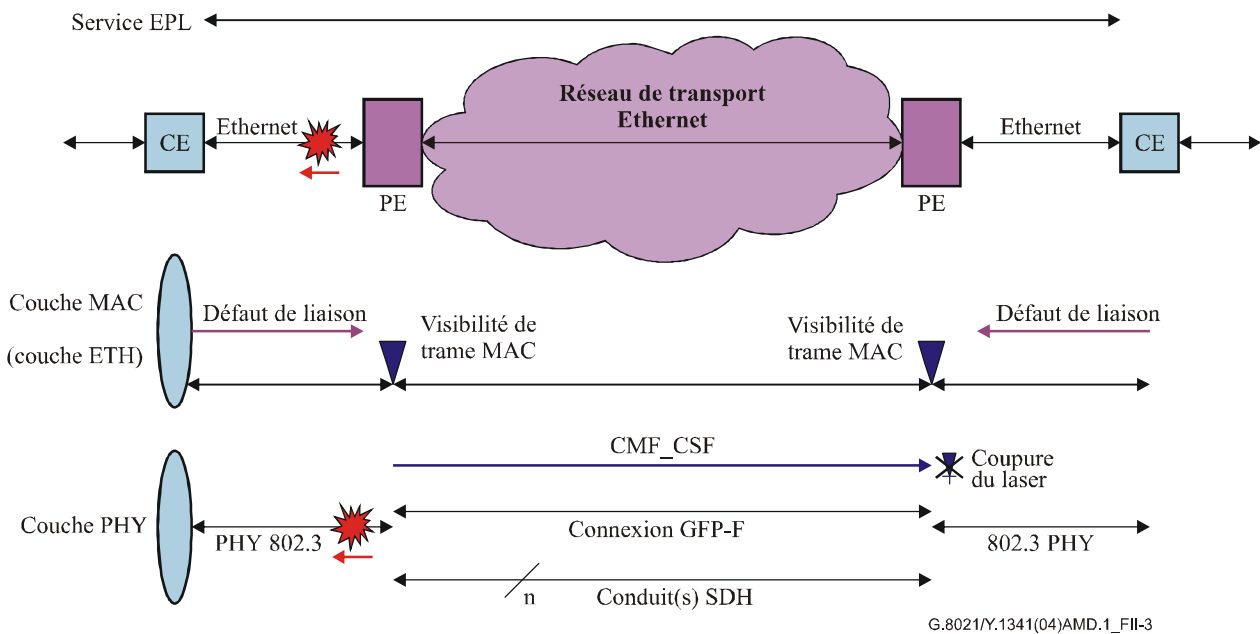 Service EPL
Réseau de transport
Ethernet
CE
Ethernet
PE
PE
Ethernet
CE
Couche MAC
(couche ETH)
Défaut de liaison
Visibilité de
trame MAC
Visibilité de
trame MAC
Défaut de liaison
CMF_CSF
Coupure
du laser
Couche PHY
PHY 802.3
Connexion GFP-F
802.3 PHY
n
Conduit(s) SDH
G.8021/Y.1341(04)AMD.1_FII-3